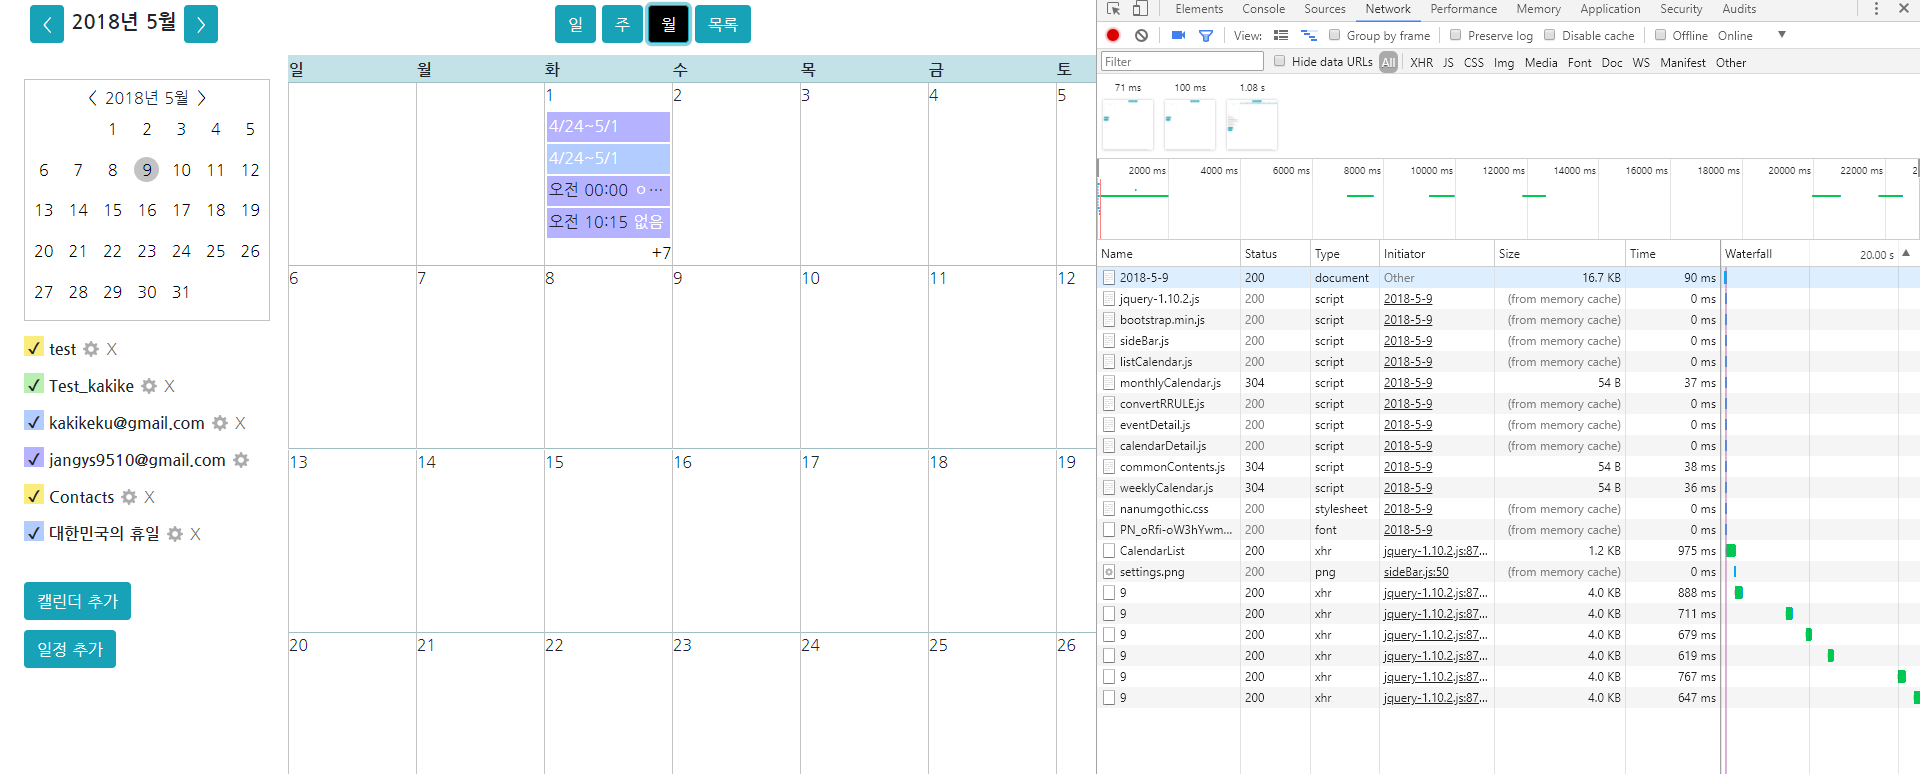 2018년 5월
일 주 월 목록
2018년 5월
1 2 3 4 5
6 7 8 9 10 11 12
13 14 15 16 17 18 19
20 21 22 23 24 25 26
27 28 29 30 31
test X
Test_kakike X
kakikeku@gmail.com X
jangys9510@gmail.com
Contacts X
대한민국의 휴일 X
캘린더 추가
일정 추가
일 월 화 수 목 금 토
1 2 3 4 5
4/24~5/1
4/24~5/1
오전 00:00 ㅇ...
오전 10:15 없음
+7
6 7 8 9 10 11 12
13 14 15 16 17 18 19
20 21 22 23 24 25 26
Elements Console Sources Network Performance Memory Application Security Audits
View: Group by frame Preserve log Disable cache Offline Online
Filter Hide data URLs All XHR JS CSS Img Media Font Doc WS Manifest Other
71 ms 100 ms 1.08 s
2000 ms 4000 ms 6000 ms 8000 ms 10000 ms 12000 ms 14000 ms 16000 ms 18000 ms 20000 ms 22000 ms 2
Name Status Type Initiator Size Time Waterfall 20.00 s
2018-5-9 200 document Other 16.7 KB 90 ms
jquery-1.10.2.js 200 script 2018-5-9 (from memory cache) 0 ms
bootstrap.min.js 200 script 2018-5-9 (from memory cache) 0 ms
sideBar.js 200 script 2018-5-9 (from memory cache) 0 ms
listCalendar.js 200 script 2018-5-9 (from memory cache) 0 ms
monthlyCalendar.js 304 script 2018-5-9 54 B 37 ms
convertRRULE.js 200 script 2018-5-9 (from memory cache) 0 ms
eventDetail.js 200 script 2018-5-9 (from memory cache) 0 ms
calendarDetail.js 200 script 2018-5-9 (from memory cache) 0 ms
commonContents.js 304 script 2018-5-9 54 B 38 ms
weeklyCalendar.js 304 script 2018-5-9 54 B 36 ms
nanumgothic.css 200 stylesheet 2018-5-9 (from memory cache) 0 ms
PN_oRfi-oW3hYwm... 200 font 2018-5-9 (from memory cache) 0 ms
CalendarList 200 xhr jquery-1.10.2.js:87... 1.2 KB 975 ms
settings.png 200 png sideBar.js:50 (from memory cache) 0 ms
9 200 xhr jquery-1.10.2.js:87... 4.0 KB 888 ms
9 200 xhr jquery-1.10.2.js:87... 4.0 KB 711 ms
9 200 xhr jquery-1.10.2.js:87... 4.0 KB 679 ms
9 200 xhr jquery-1.10.2.js:87... 4.0 KB 619 ms
9 200 xhr jquery-1.10.2.js:87... 4.0 KB 767 ms
9 200 xhr jquery-1.10.2.js:87... 4.0 KB 647 ms